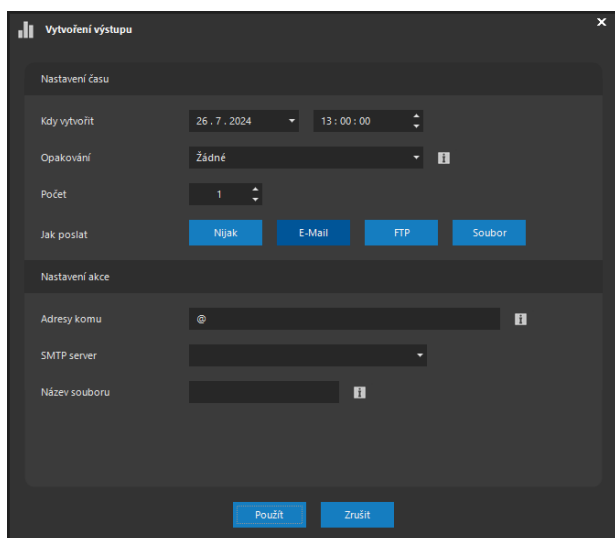 Vytvoření výstupu
Nastavení času
Kdy vytvořit 26 . 7 . 2024 13 : 00 : 00
Opakování Žádné
Počet 1
Jak poslat Nijak E-Mail FTP Soubor
Nastavení akce
Adresy komu @
SMTP server
Název souboru
Použít Zrušit